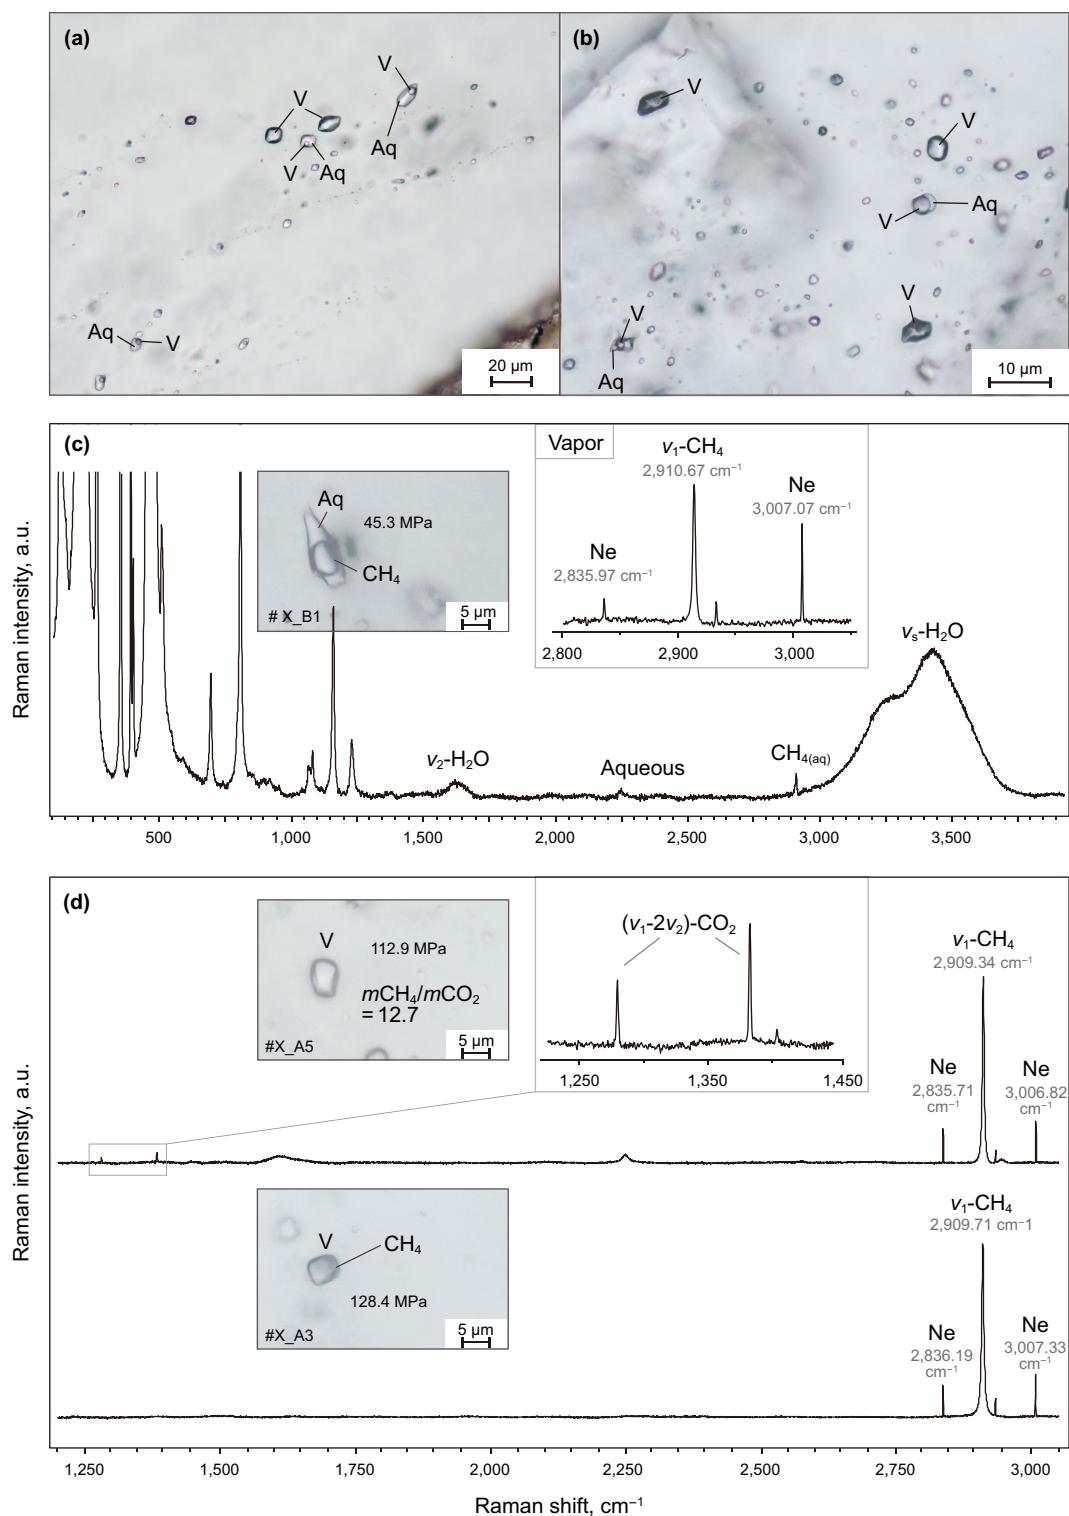 (a)
V
V
Aq
V
Aq
Aq
V
20 μm
(b)
V
V
V
Aq
V
V
Aq
10 μm
(c)
Raman intensity, a.u.
Aq
45.3 MPa
CH₄
#X_B1
5 μm
Vapor
ν₁-CH₄
2,910.67 cm⁻¹
Ne
3,007.07 cm⁻¹
Ne
2,835.97 cm⁻¹
2,800
2,900
3,000
νₛ-H₂O
ν₂-H₂O
Aqueous
CH₄₍aq₎
500
1,000
1,500
2,000
2,500
3,000
3,500
(d)
Raman intensity, a.u.
V
112.9 MPa
mCH₄/mCO₂
= 12.7
#X_A5
5 μm
(ν₁-2ν₂)-CO₂
1,250
1,350
1,450
ν₁-CH₄
2,909.34 cm⁻¹
Ne
2,835.71
cm⁻¹
Ne
3,006.82
cm⁻¹
V
CH₄
128.4 MPa
#X_A3
5 μm
ν₁-CH₄
2,909.71 cm−1
Ne
2,836.19
cm⁻¹
Ne
3,007.33
cm⁻¹
1,250
1,500
1,750
2,000
2,250
2,500
2,750
3,000
Raman shift, cm⁻¹